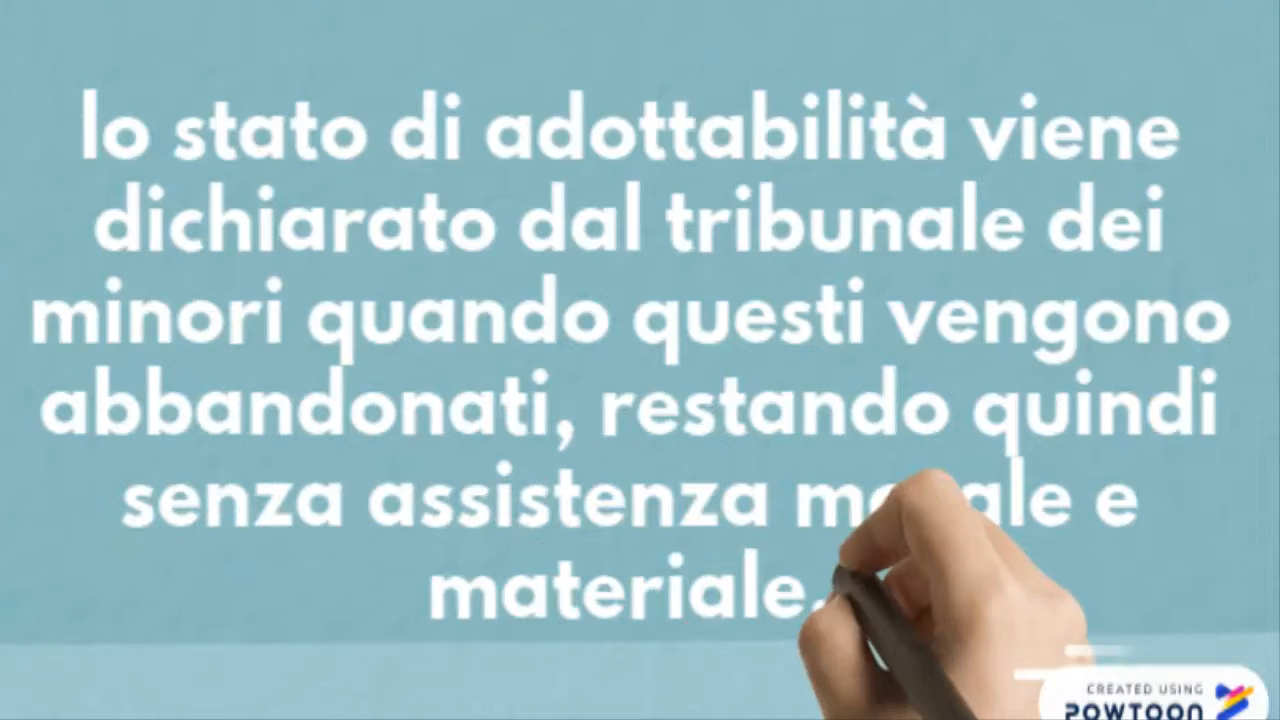 lo stato di adottabilità viene
dichiarato dal tribunale dei
minori quando questi vengono
abbandonati, restando quindi
senza assistenza morale e
materiale.
CREATED USING
POWTOON